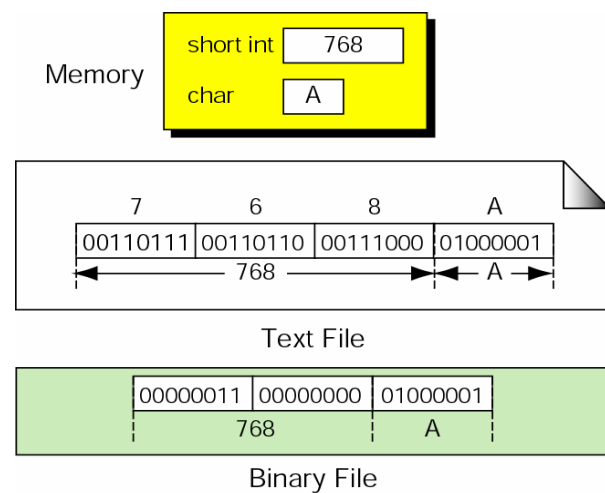 short int 768
Memory
char A
7 6 8 A
00110111 00110110 00111000 01000001
768 A
Text File
00000011 00000000 01000001
768 A
Binary File